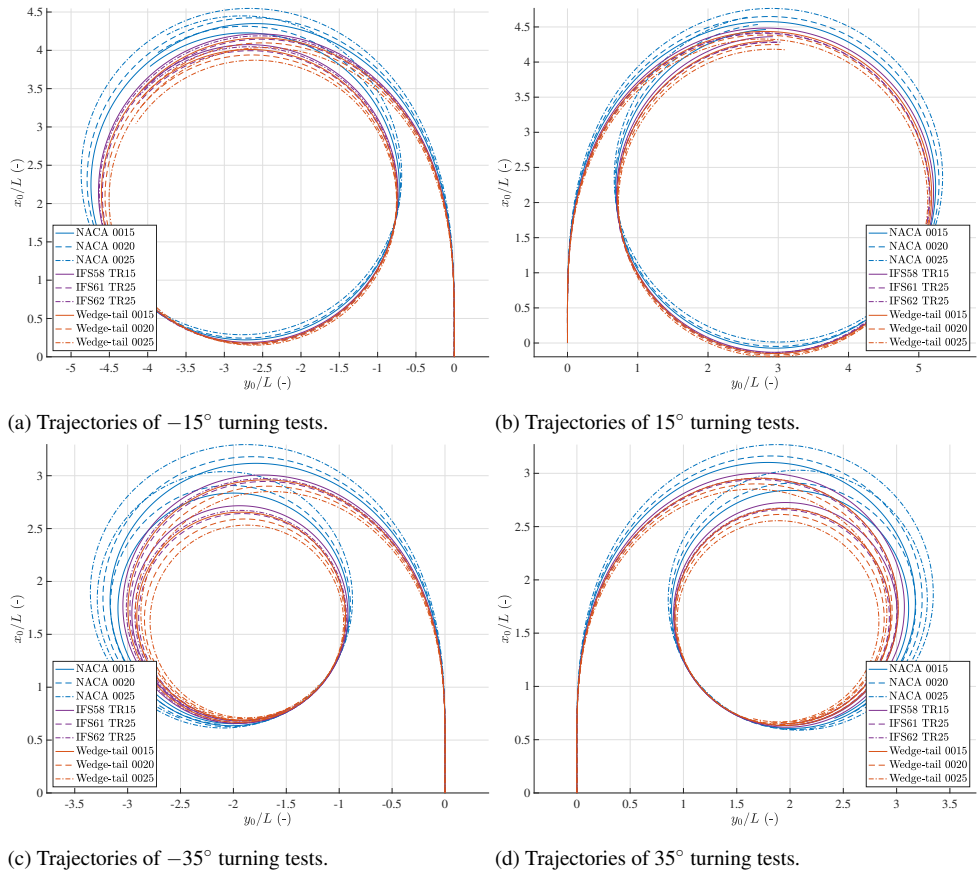 4.5
4
3.5
3
2.5
2
1.5
1
0.5
0
x₀/L (-)
NACA 0015
NACA 0020
NACA 0025
IFS58 TR15
IFS61 TR25
IFS62 TR25
Wedge-tail 0015
Wedge-tail 0020
Wedge-tail 0025
-5 -4.5 -4 -3.5 -3 -2.5 -2 -1.5 -1 -0.5 0
y₀/L (-)
(a) Trajectories of −15° turning tests.
4.5
4
3.5
3
2.5
2
1.5
1
0.5
0
x₀/L (-)
NACA 0015
NACA 0020
NACA 0025
IFS58 TR15
IFS61 TR25
IFS62 TR25
Wedge-tail 0015
Wedge-tail 0020
Wedge-tail 0025
0 1 2 3 4 5
y₀/L (-)
(b) Trajectories of 15° turning tests.
3
2.5
2
1.5
1
0.5
0
x₀/L (-)
NACA 0015
NACA 0020
NACA 0025
IFS58 TR15
IFS61 TR25
IFS62 TR25
Wedge-tail 0015
Wedge-tail 0020
Wedge-tail 0025
-3.5 -3 -2.5 -2 -1.5 -1 -0.5 0
y₀/L (-)
(c) Trajectories of −35° turning tests.
3
2.5
2
1.5
1
0.5
0
x₀/L (-)
NACA 0015
NACA 0020
NACA 0025
IFS58 TR15
IFS61 TR25
IFS62 TR25
Wedge-tail 0015
Wedge-tail 0020
Wedge-tail 0025
0 0.5 1 1.5 2 2.5 3 3.5
y₀/L (-)
(d) Trajectories of 35° turning tests.